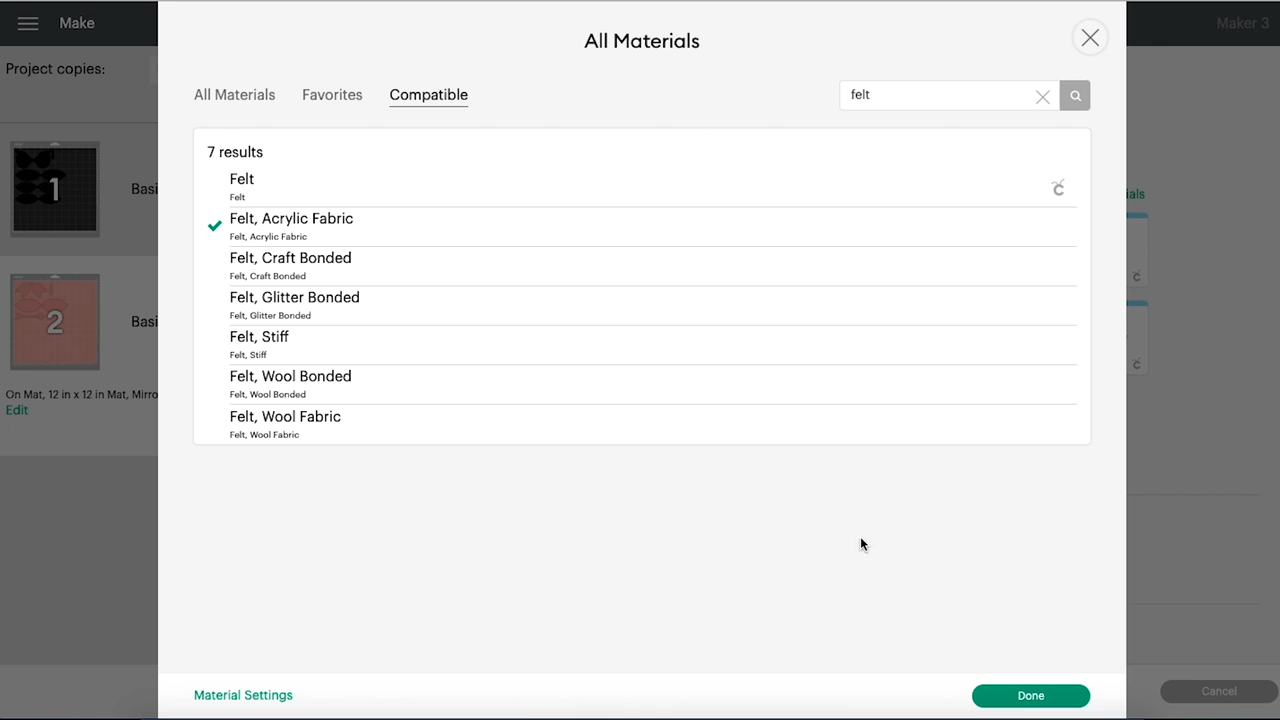 Make
Maker 3
Project copies:
All Materials
All Materials
Favorites
Compatible
felt
7 results
Felt
Felt
Felt, Acrylic Fabric
Felt, Acrylic Fabric
Felt, Craft Bonded
Felt, Craft Bonded
Felt, Glitter Bonded
Felt, Glitter Bonded
Felt, Stiff
Felt, Stiff
Felt, Wool Bonded
Felt, Wool Bonded
Felt, Wool Fabric
Felt, Wool Fabric
1
Basi
2
Basi
On Mat, 12 in x 12 in Mat, Mirro
Edit
ials
Material Settings
Done
Cancel